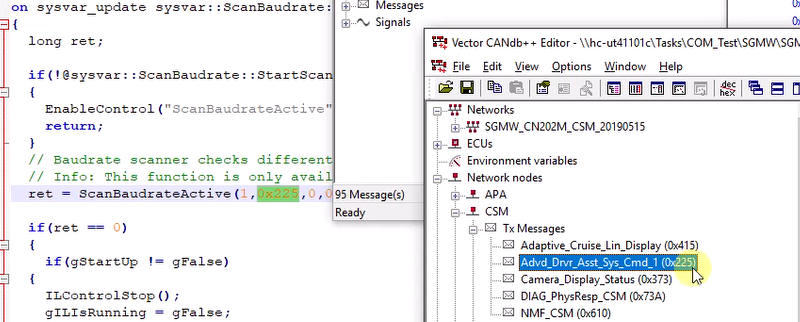 on sysvar_update sysvar::ScanBaudrate:
{
long ret;
if(!@sysvar::ScanBaudrate::StartScan
{
EnableControl("ScanBaudrateActive"
return;
}
// Baudrate scanner checks different
// Info: This function is only avail
ret = ScanBaudrateActive(1,0x225,0,0
if(ret == 0)
{
if(gStartUp != gFalse)
{
ILControlStop();
gILIsRunning = gFalse;
Messages
Signals
95 Message(s)
Ready
Vector CANdb++ Editor - \\hc-ut41101c\Tasks\COM_Test\SGMW\SGM
File Edit View Options Window Help
dec
hex
Networks
SGMW_CN202M_CSM_20190515
ECUs
Environment variables
Network nodes
APA
CSM
Tx Messages
Adaptive_Cruise_Lin_Display (0x415)
Advd_Drvr_Asst_Sys_Cmd_1 (0x225)
Camera_Display_Status (0x373)
DIAG_PhysResp_CSM (0x73A)
NMF_CSM (0x610)